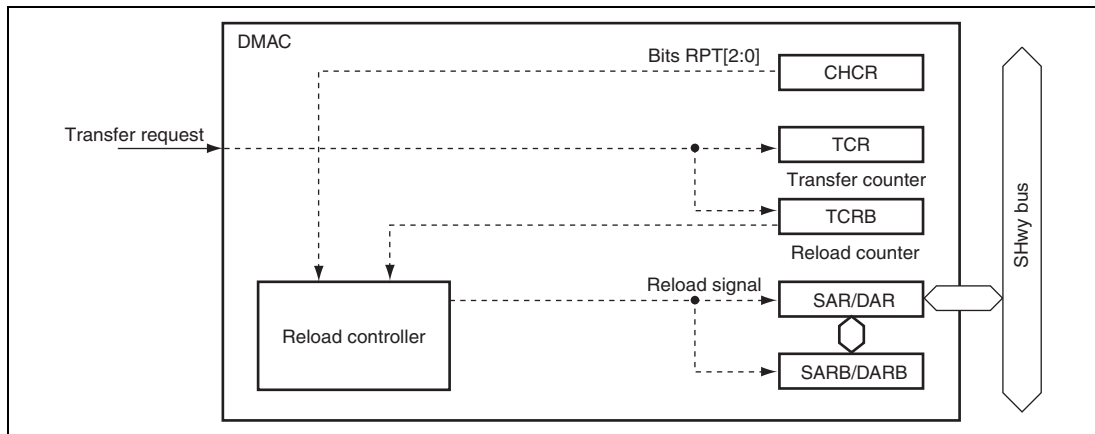 DMAC
Bits RPT[2:0]
CHCR
Transfer request
TCR
Transfer counter
TCRB
Reload counter
Reload signal
SAR/DAR
Reload controller
SARB/DARB
SHwy bus